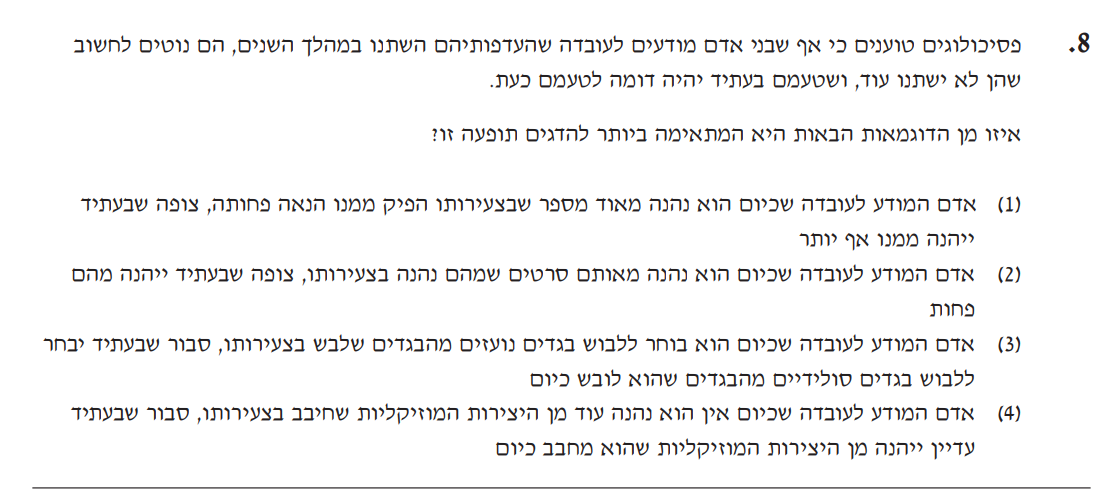 8. פסיכולוגים טוענים כי אף שבני אדם מודעים לעובדה שהעדפותיהם השתנו במהלך השנים, הם נוטים לחשוב
שהן לא ישתנו עוד, ושטעמם בעתיד יהיה דומה לטעמם כעת.
איזו מן הדוגמאות הבאות היא המתאימה ביותר להדגים תופעה זו?
(1) אדם המודע לעובדה שכיום הוא נהנה מאוד מספר שבצעירותו הפיק ממנו הנאה פחותה, צופה שבעתיד
ייהנה ממנו אף יותר
(2) אדם המודע לעובדה שכיום הוא נהנה מאותם סרטים שמהם נהנה בצעירותו, צופה שבעתיד ייהנה מהם
פחות
(3) אדם המודע לעובדה שכיום הוא בוחר ללבוש בגדים נועזים מהבגדים שלבש בצעירותו, סבור שבעתיד יבחר
ללבוש בגדים סולידיים מהבגדים שהוא לובש כיום
(4) אדם המודע לעובדה שכיום אין הוא נהנה עוד מן היצירות המוזיקליות שחיבב בצעירותו, סבור שבעתיד
עדיין ייהנה מן היצירות המוזיקליות שהוא מחבב כיום